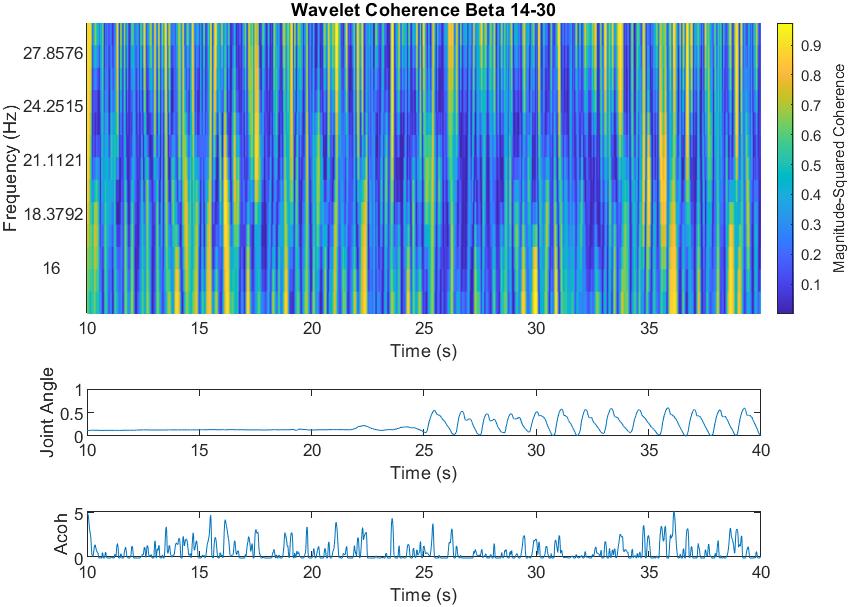 Wavelet Coherence Beta 14-30
Frequency (Hz)
27.8576
24.2515
21.1121
18.3792
16
10 15 20 25 30 35
Time (s)
0.9
0.8
0.7
0.6
0.5
0.4
0.3
0.2
0.1
Magnitude-Squared Coherence
Joint Angle
1
0.5
0
10 15 20 25 30 35 40
Time (s)
Acoh
5
0
10 15 20 25 30 35 40
Time (s)